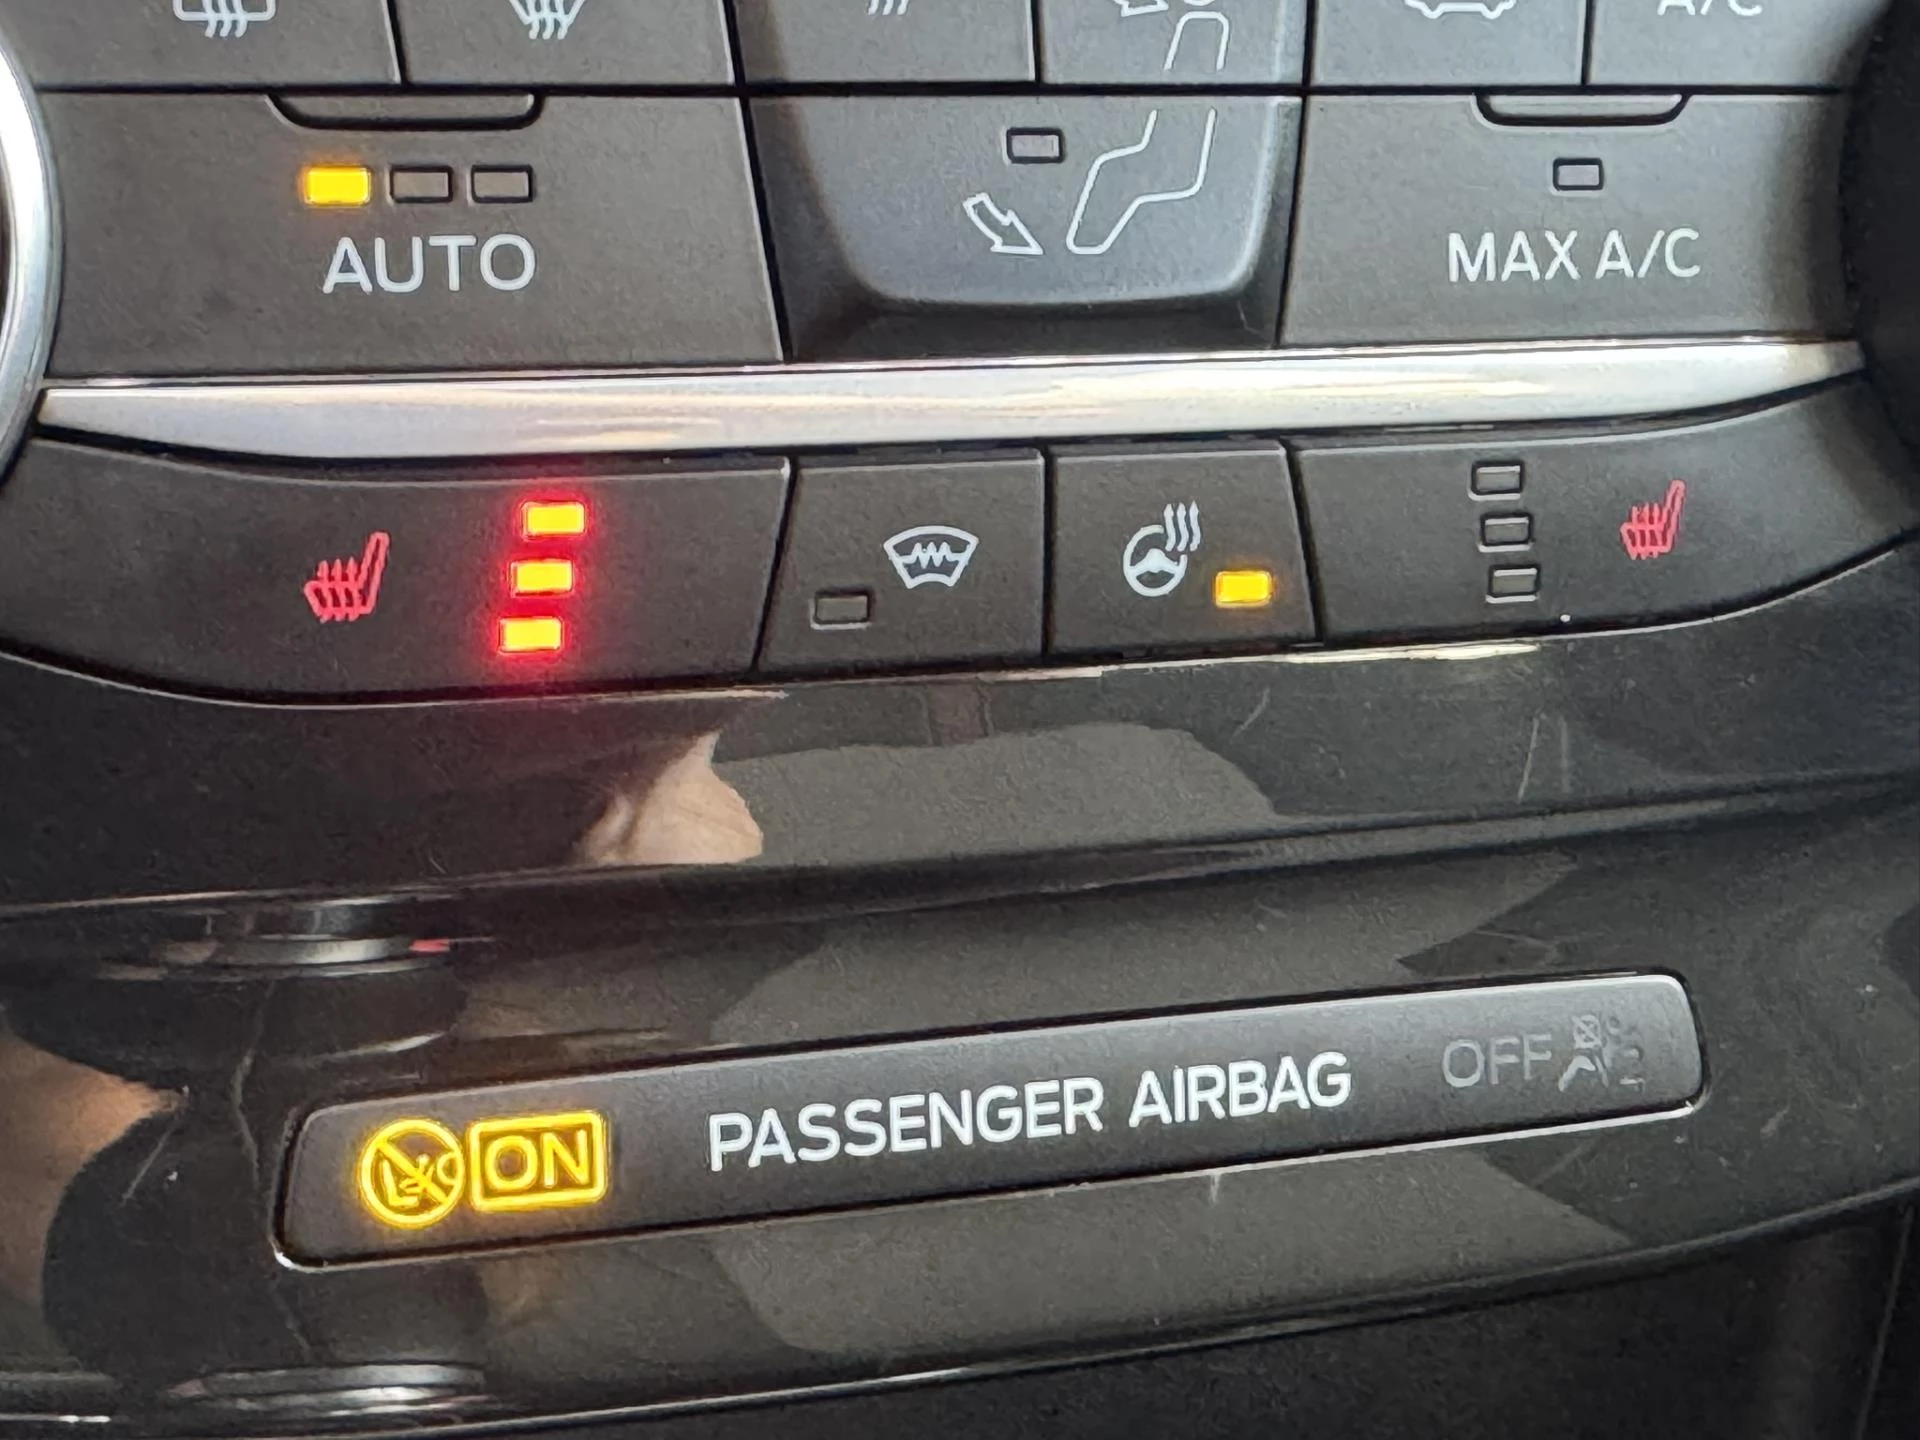 A/C
AUTO
MAX A/C
ON PASSENGER AIRBAG OFF